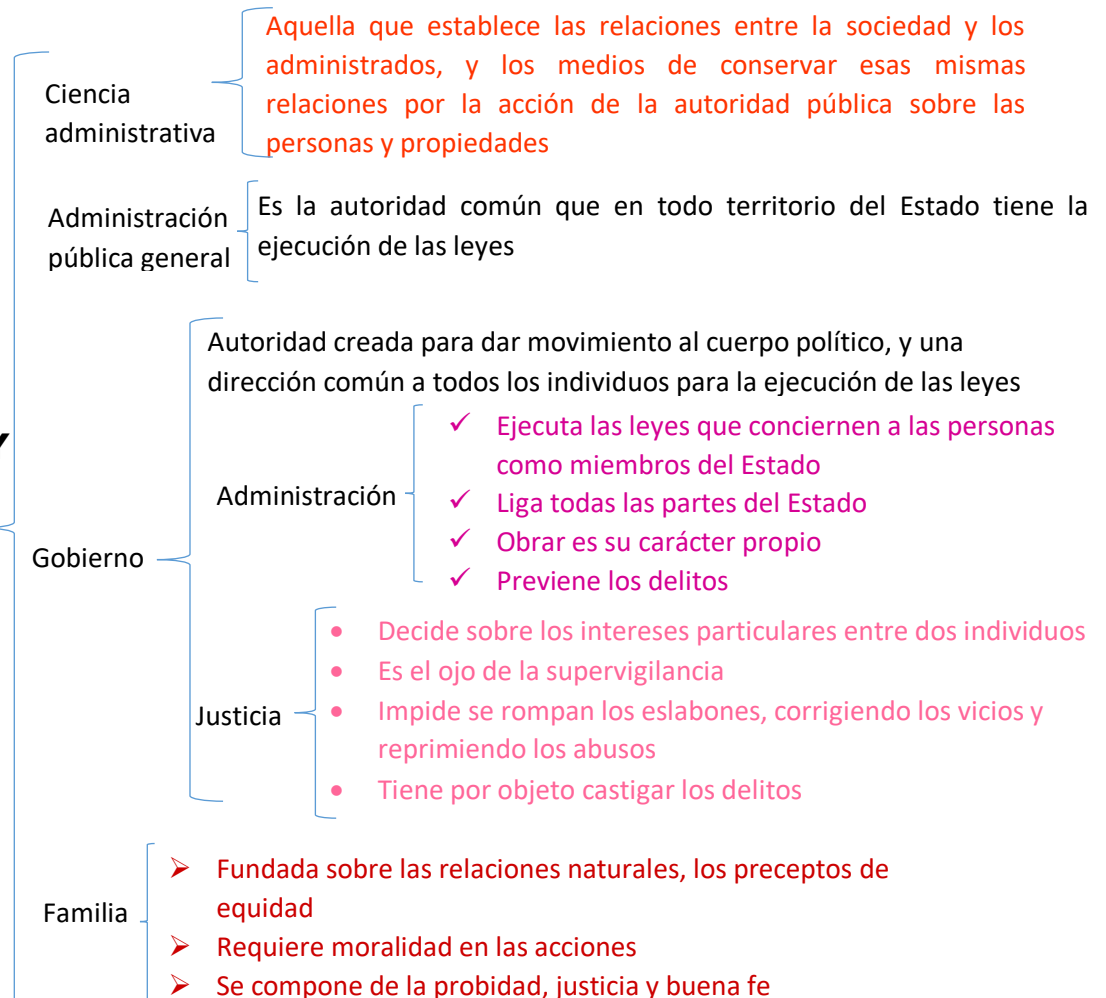 Aquella que establece las relaciones entre la sociedad y los
administrados, y los medios de conservar esas mismas
relaciones por la acción de la autoridad pública sobre las
personas y propiedades
Ciencia
administrativa
Es la autoridad común que en todo territorio del Estado tiene la
ejecución de las leyes
Administración
pública general
Autoridad creada para dar movimiento al cuerpo político, y una
dirección común a todos los individuos para la ejecución de las leyes
Gobierno
Administración
✓ Ejecuta las leyes que conciernen a las personas
como miembros del Estado
✓ Liga todas las partes del Estado
✓ Obrar es su carácter propio
✓ Previene los delitos
Justicia
• Decide sobre los intereses particulares entre dos individuos
• Es el ojo de la supervigilancia
• Impide se rompan los eslabones, corrigiendo los vicios y
reprimiendo los abusos
• Tiene por objeto castigar los delitos
Familia
➢ Fundada sobre las relaciones naturales, los preceptos de
equidad
➢ Requiere moralidad en las acciones
➢ Se compone de la probidad, justicia y buena fe